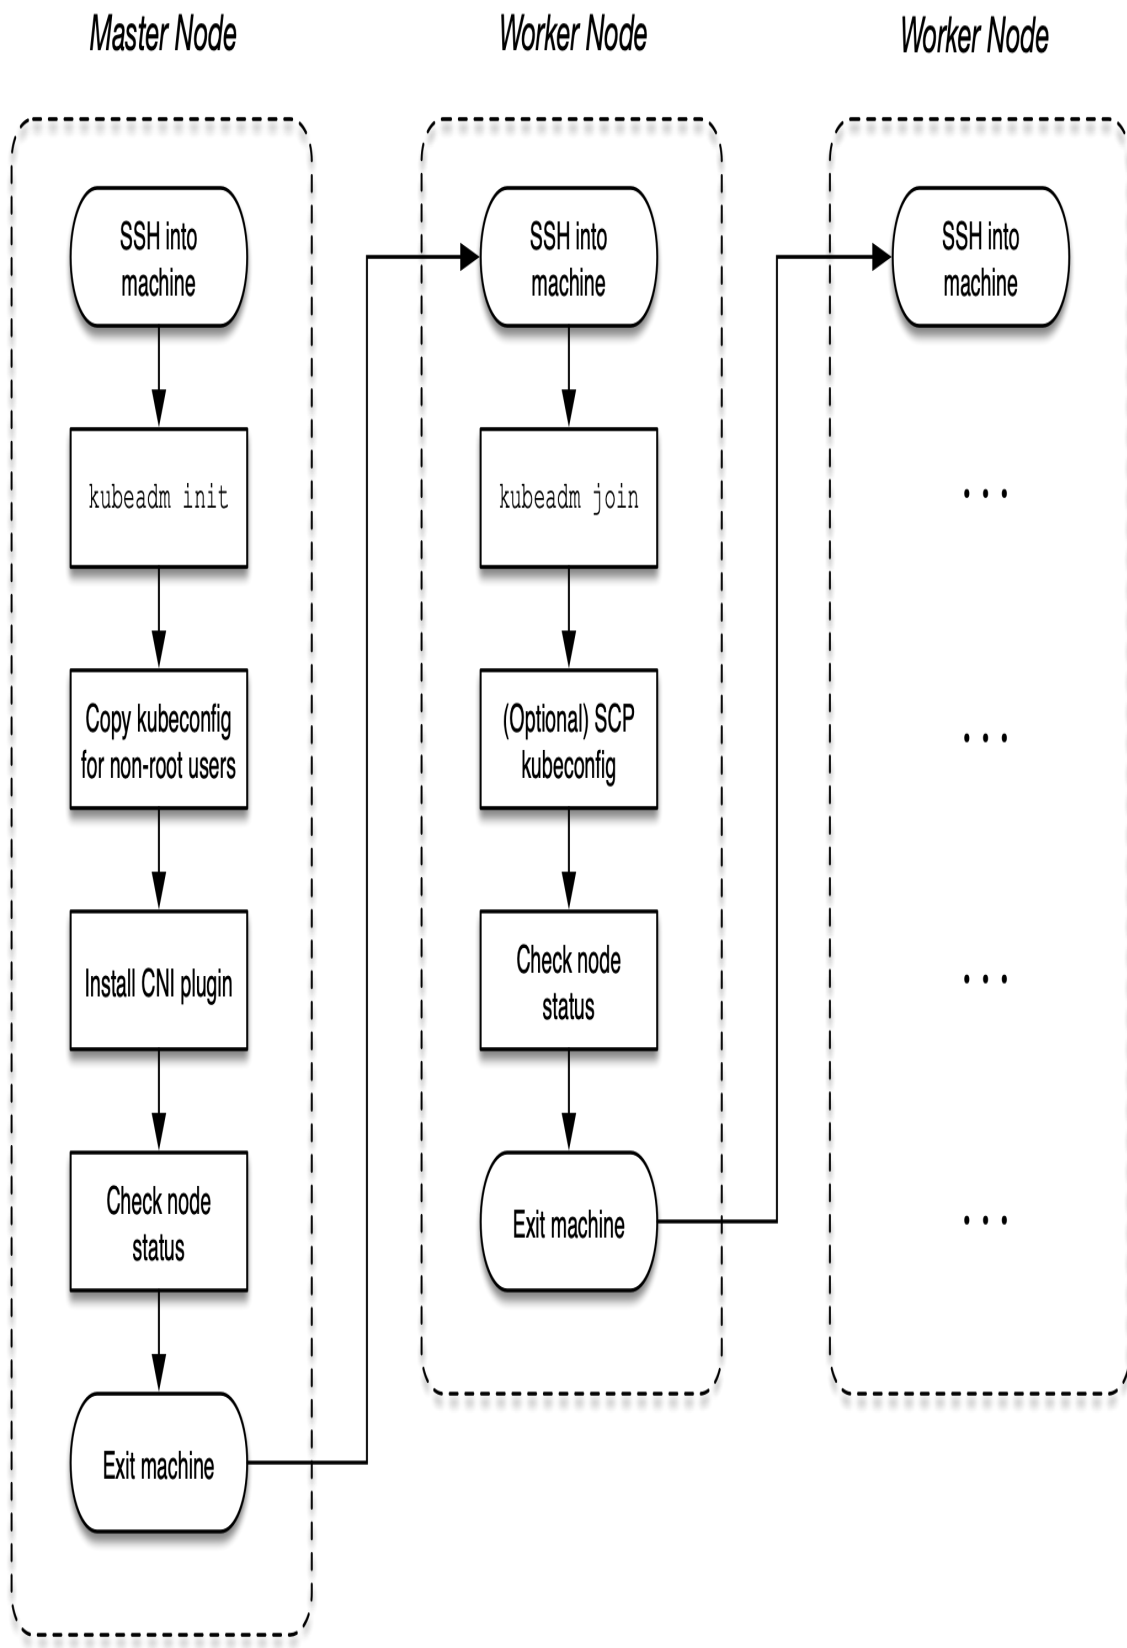 Master Node
Worker Node
Worker Node
SSH into
machine
kubeadm init
Copy kubeconfig
for non-root users
Install CNI plugin
Check node
status
Exit machine
SSH into
machine
kubeadm join
(Optional) SCP
kubeconfig
Check node
status
Exit machine
SSH into
machine
...
...
...
...